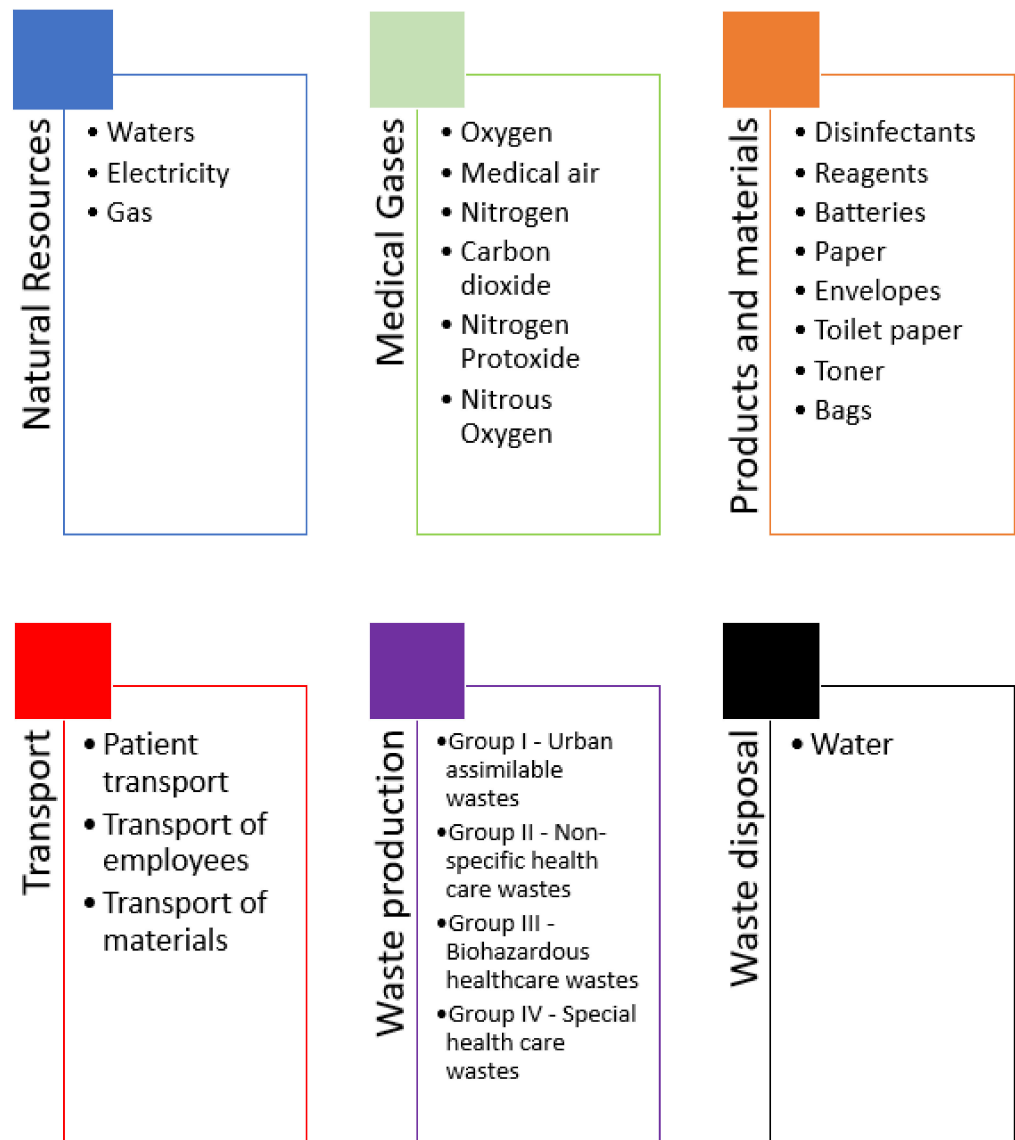 Natural Resources
• Waters
• Electricity
• Gas
Medical Gases
• Oxygen
• Medical air
• Nitrogen
• Carbon
dioxide
• Nitrogen
Protoxide
• Nitrous
Oxygen
Products and materials
• Disinfectants
• Reagents
• Batteries
• Paper
• Envelopes
• Toilet paper
• Toner
• Bags
Transport
• Patient
transport
• Transport of
employees
• Transport of
materials
Waste production
•Group I - Urban
assimilable
wastes
•Group II - Non-
specific health
care wastes
•Group III -
Biohazardous
healthcare wastes
•Group IV - Special
health care
wastes
Waste disposal
• Water